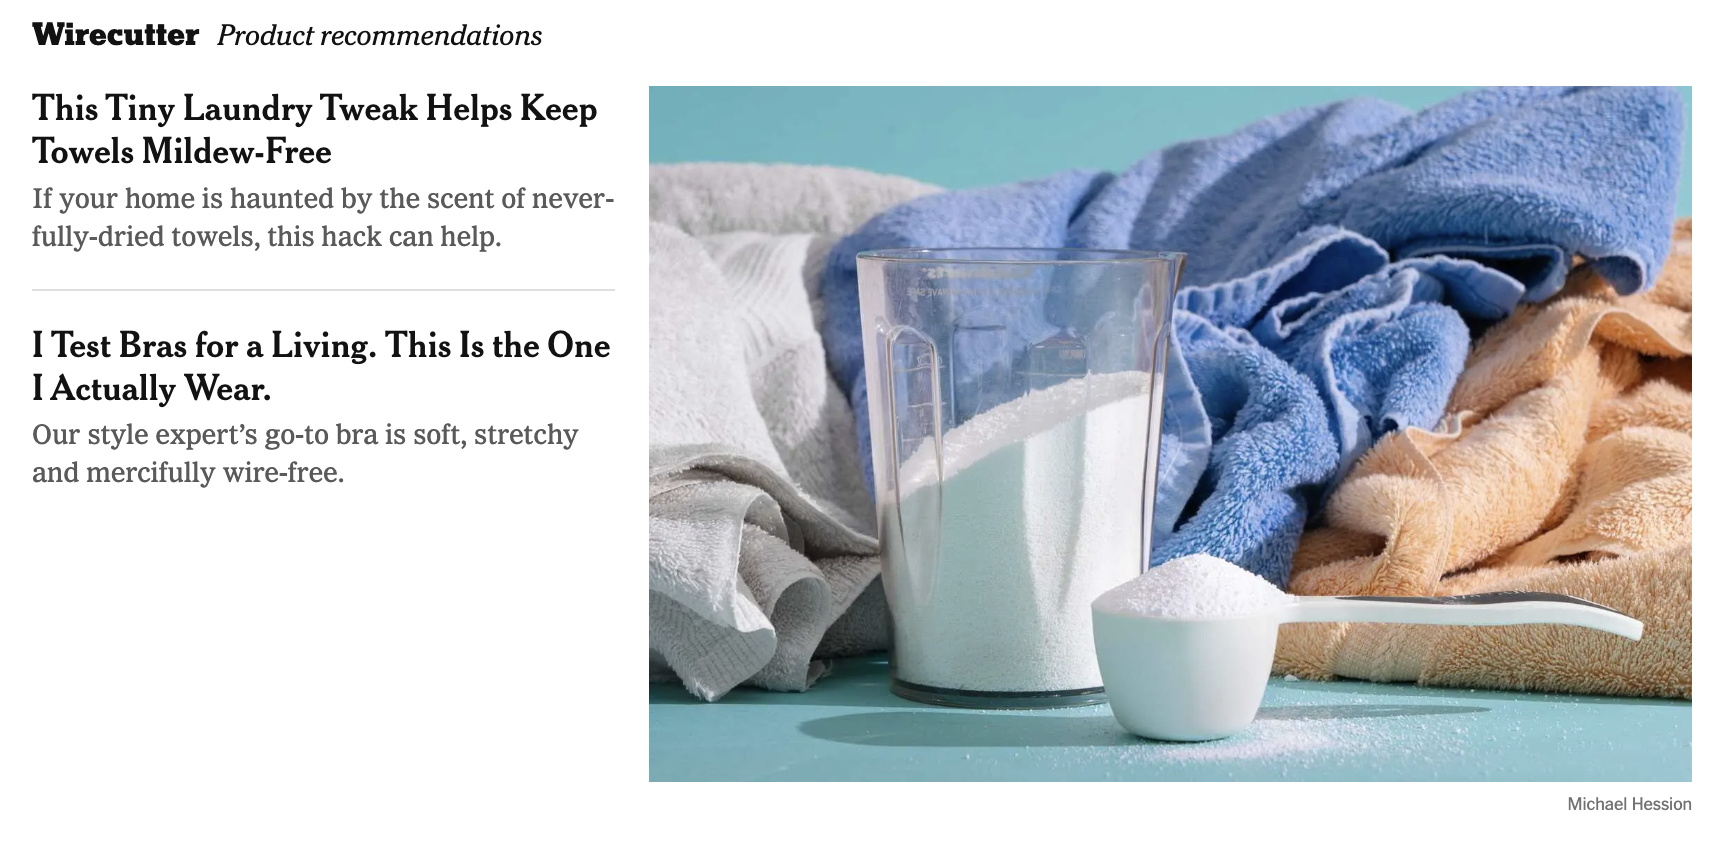 Wirecutter Product recommendations
This Tiny Laundry Tweak Helps Keep
Towels Mildew-Free
If your home is haunted by the scent of never-
fully-dried towels, this hack can help.
I Test Bras for a Living. This Is the One
I Actually Wear.
Our style expert’s go-to bra is soft, stretchy
and mercifully wire-free.
Michael Hession